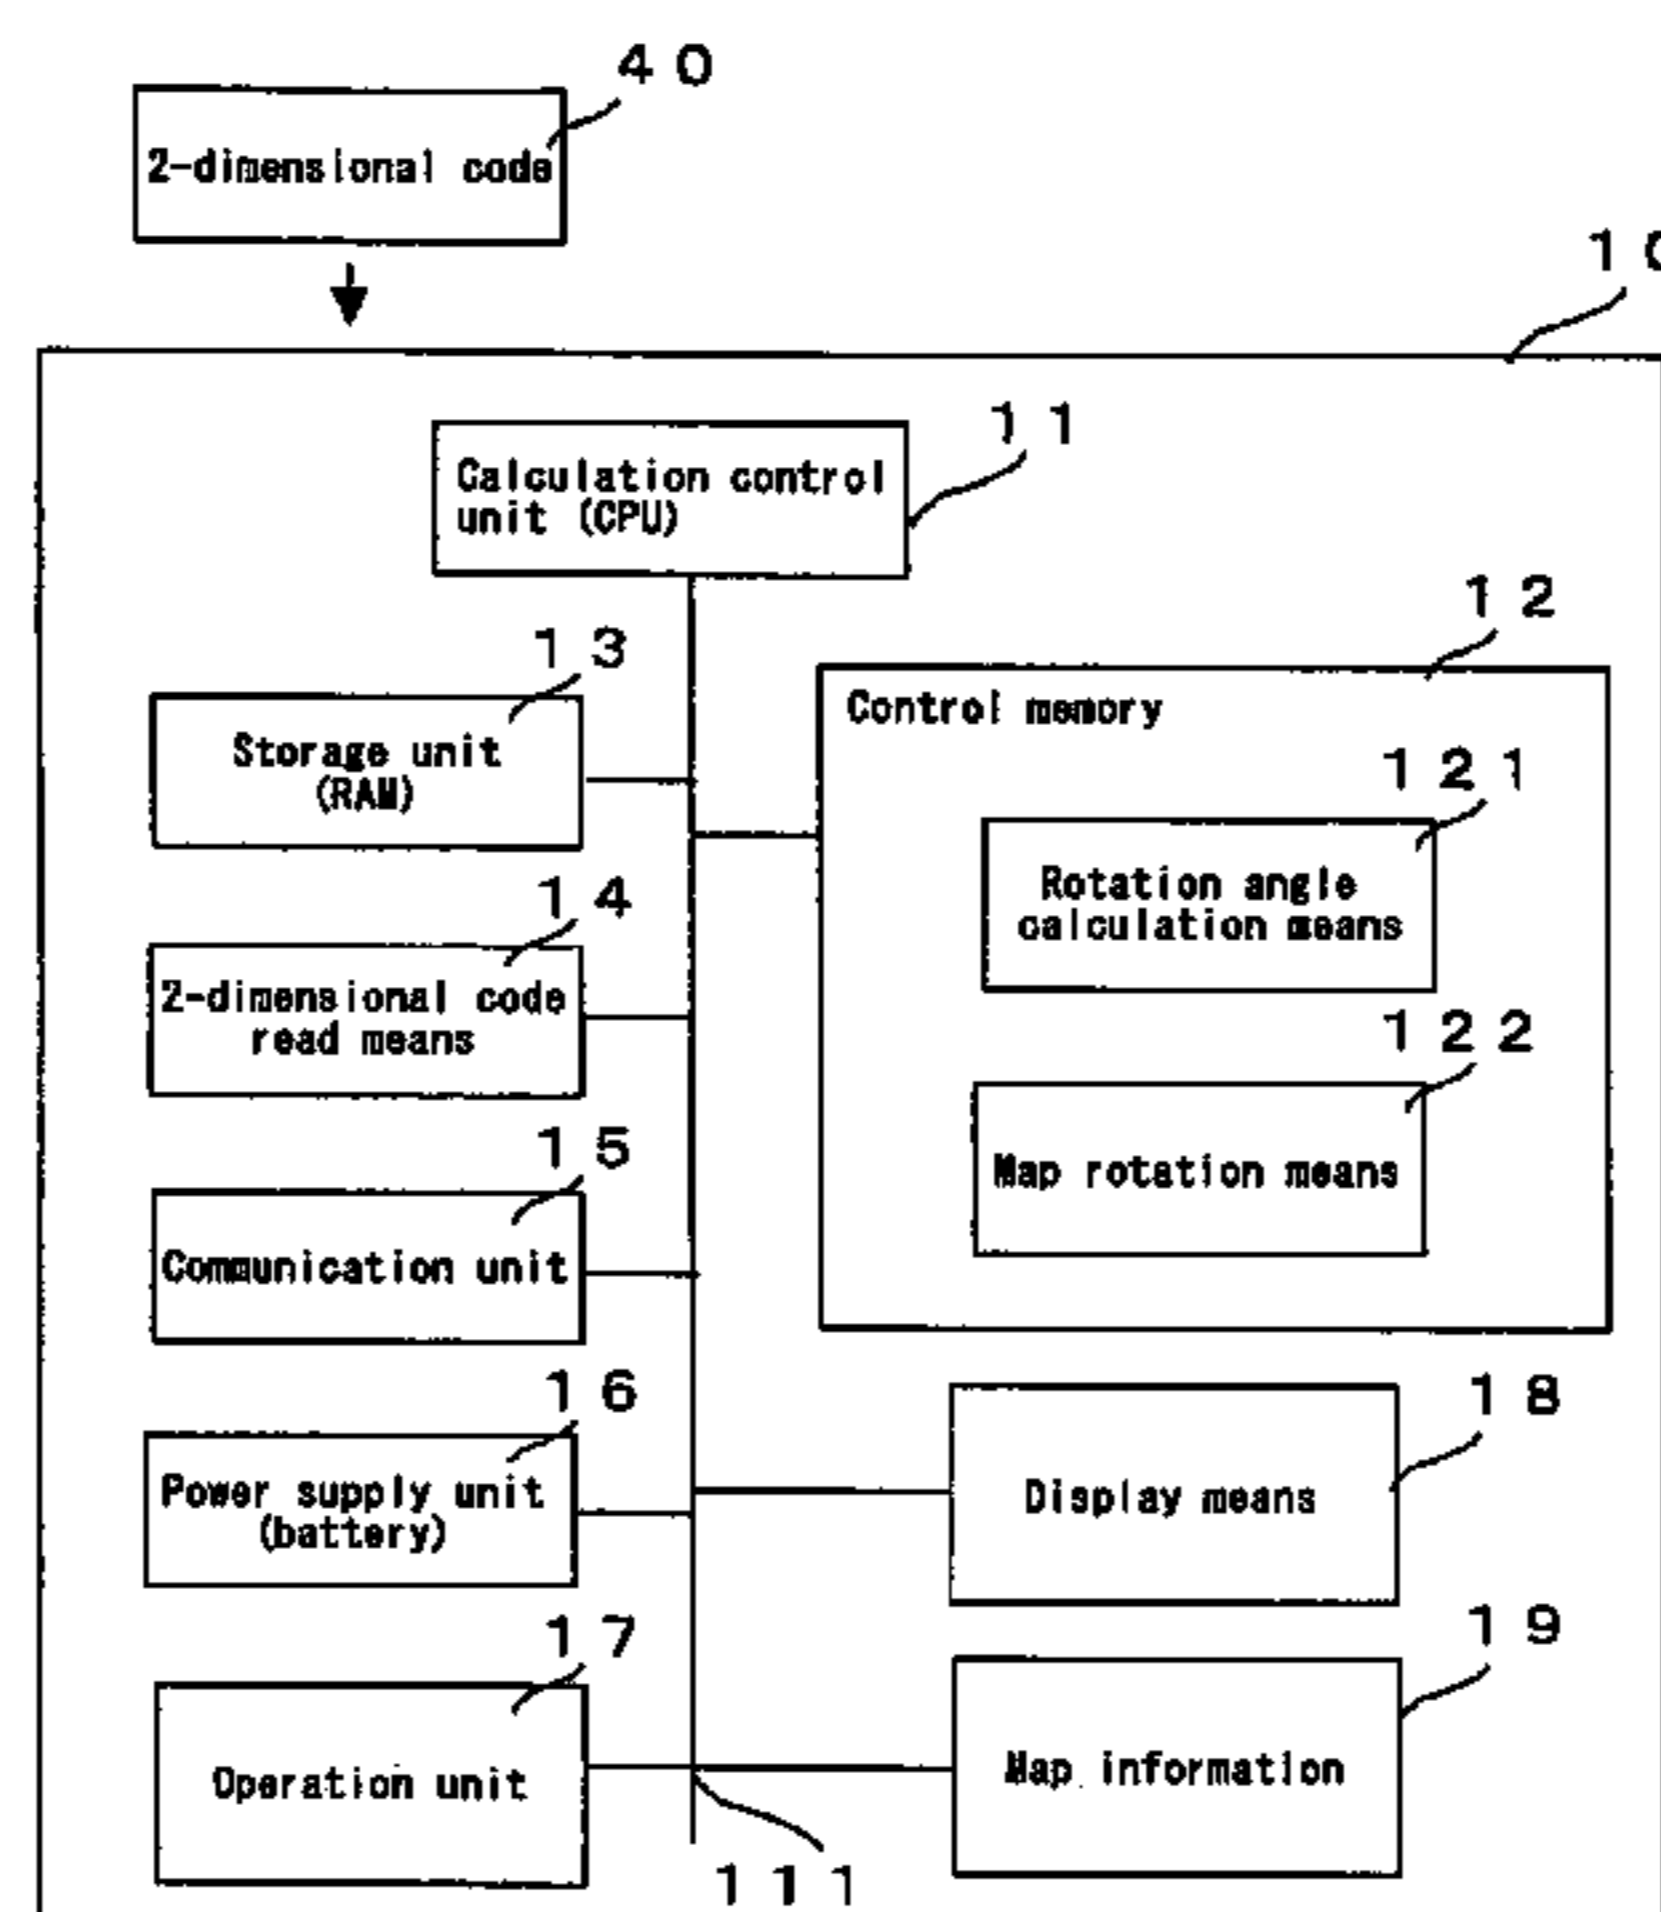 40
2-dimensional code
10
11
Calculation control
unit (CPU)
12
13
Control memory
Storage unit
(RAM)
121
Rotation angle
calculation means
14
2-dimensional code
read means
122
Map rotation means
15
Communication unit
16
18
Power supply unit
(battery)
Display means
17
19
Operation unit
Map information
111